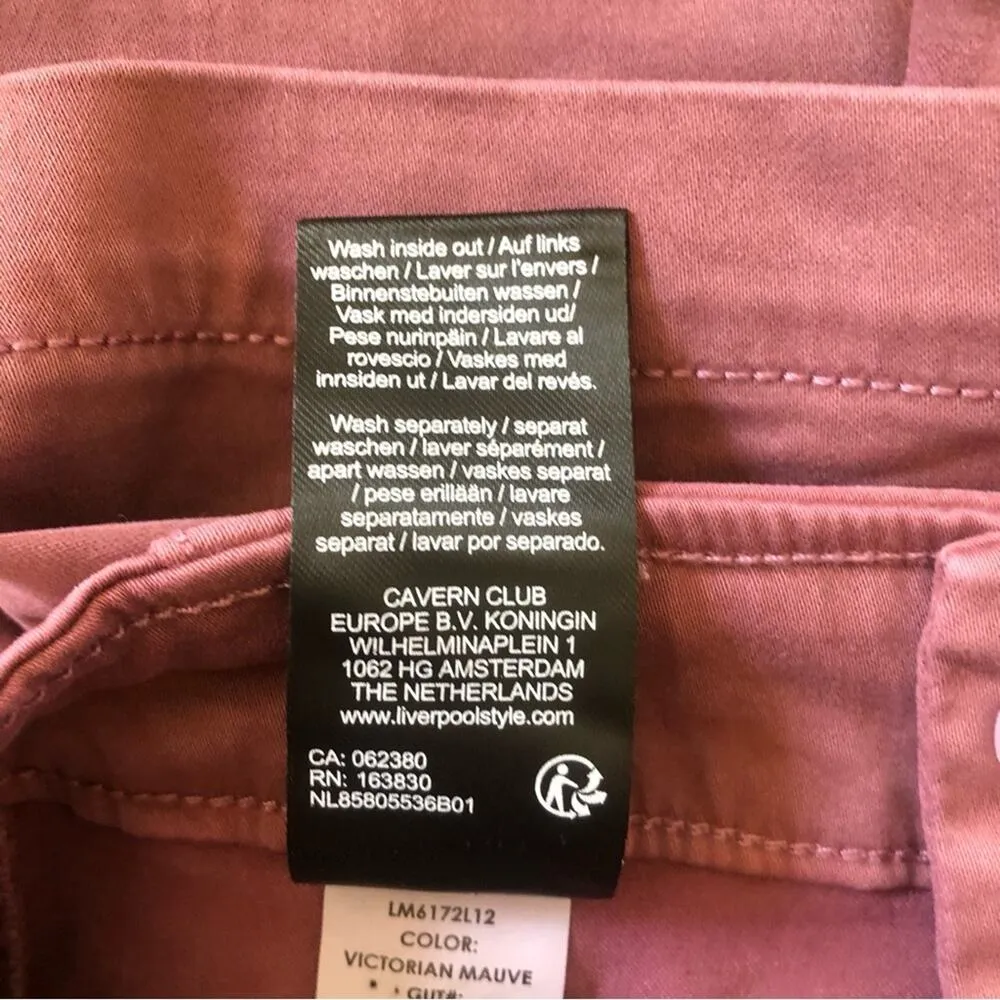 Wash inside out / Auf links
waschen / Laver sur l'envers /
Binnenstebuiten wassen /
Vask med indersiden ud/
Pese nurinpäin / Lavare al
rovescio / Vaskes med
innsiden ut / Lavar del revés.
Wash separately / separat
waschen / laver séparément /
apart wassen / vaskes separat
/ pese erillään / lavare
separatamente / vaskes
separat / lavar por separado.
CAVERN CLUB
EUROPE B.V. KONINGIN
WILHELMINAPLEIN 1
1062 HG AMSTERDAM
THE NETHERLANDS
www.liverpoolstyle.com
CA: 062380
RN: 163830
NL85805536B01
LM6172L12
COLOR:
VICTORIAN MAUVE
CUT#: